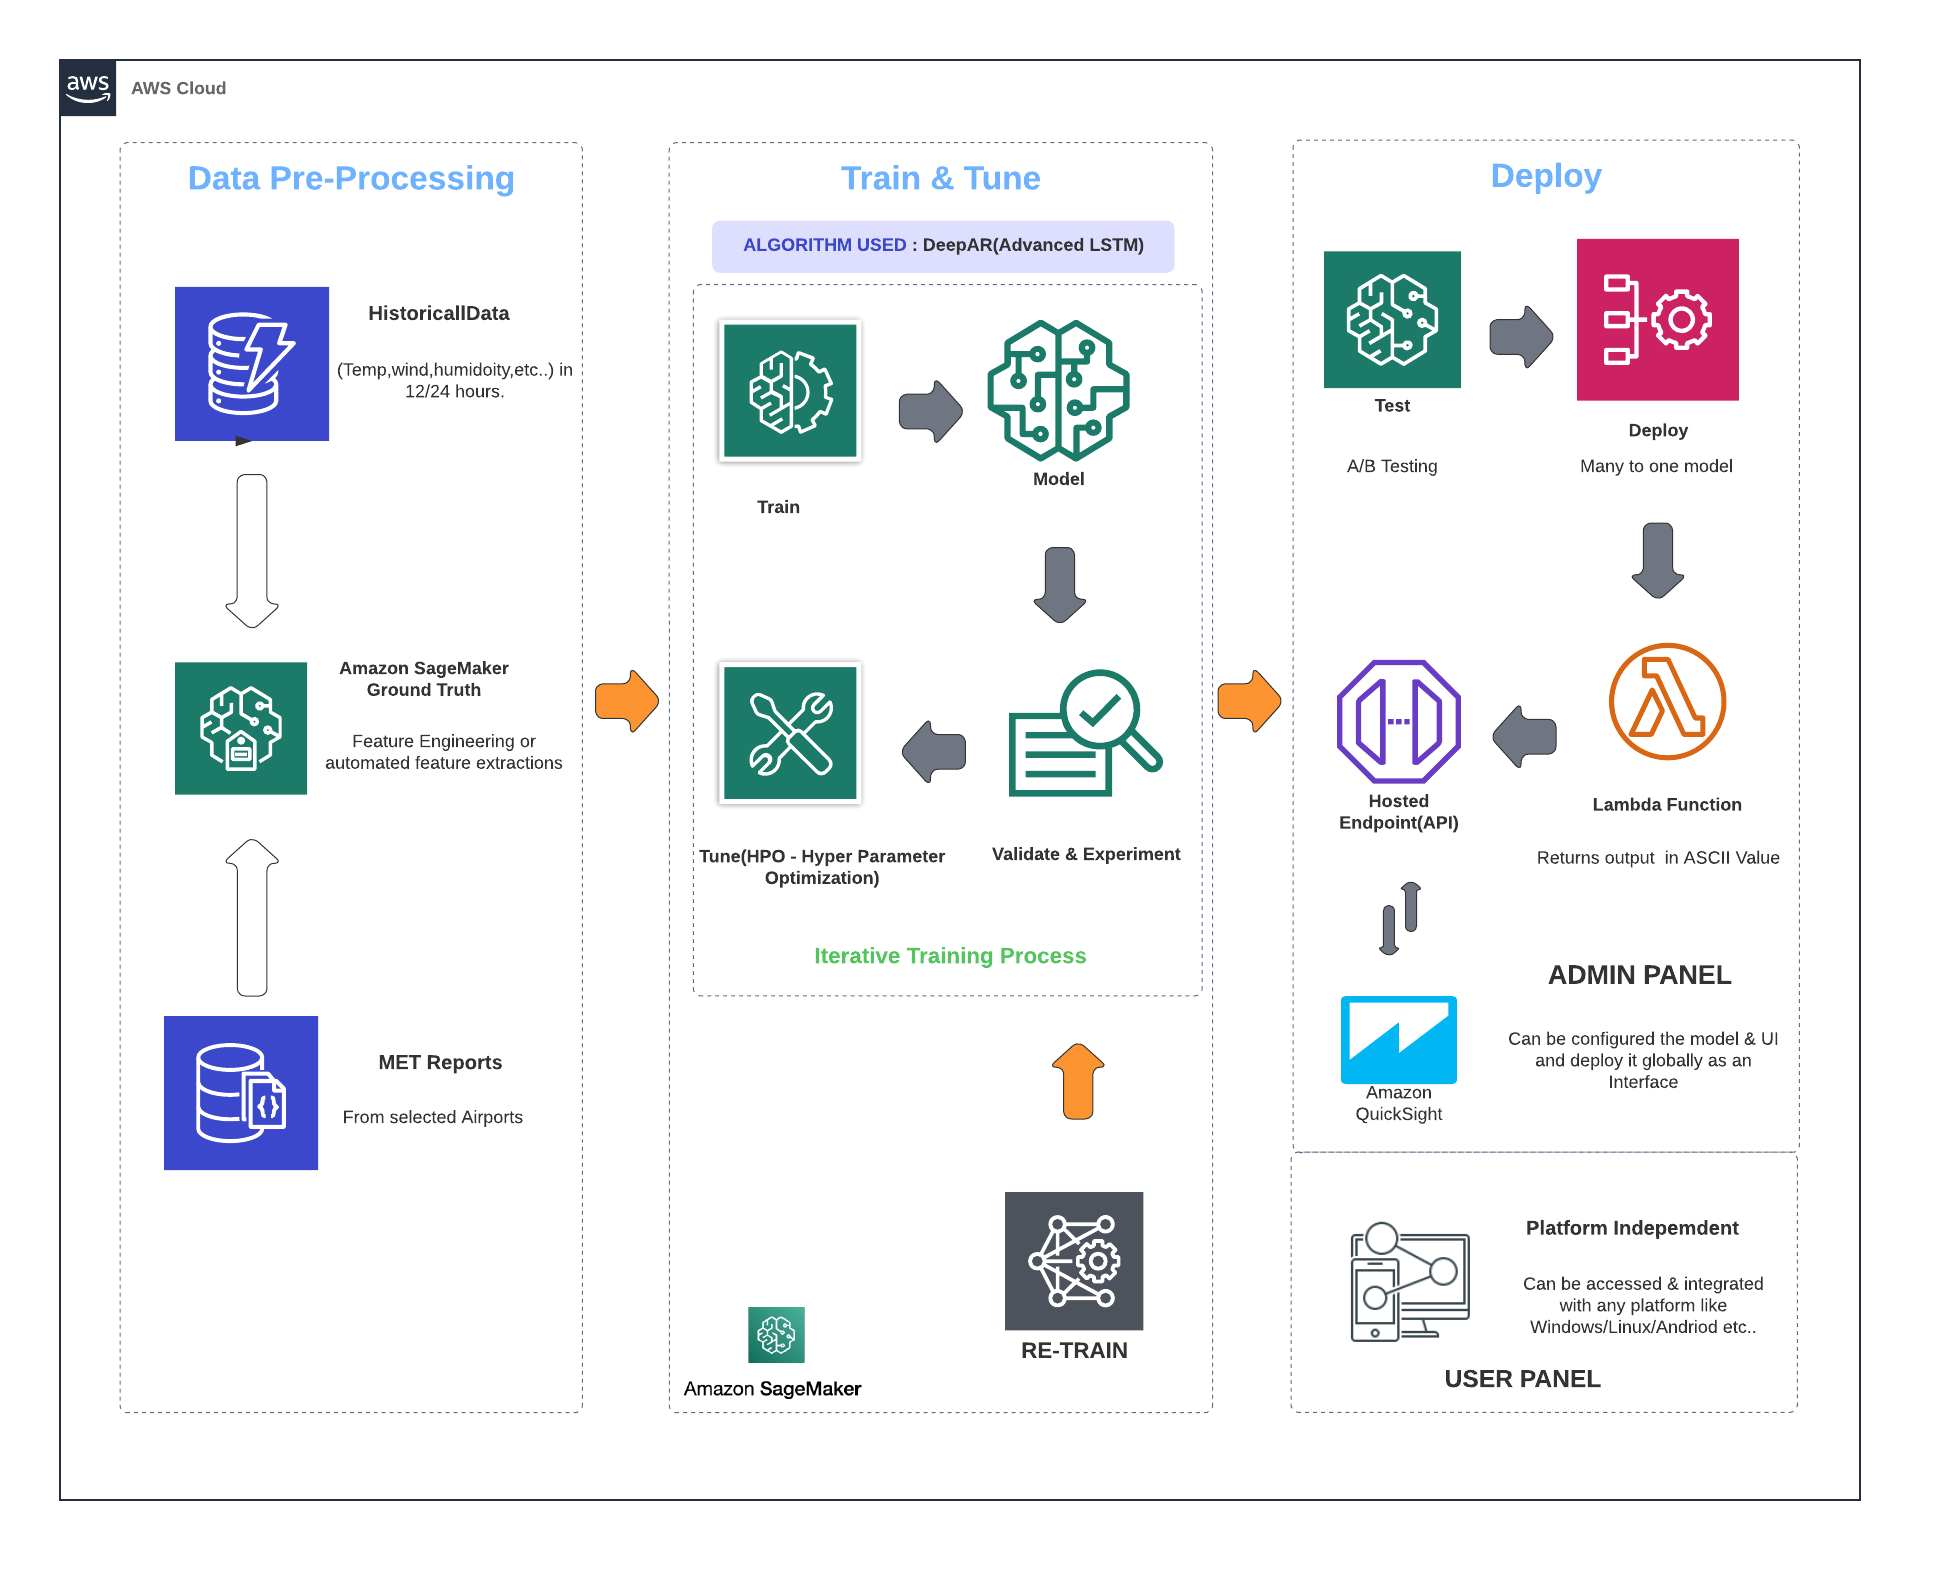 aws
AWS Cloud
Data Pre-Processing
HistoricallData
(Temp,wind,humidoity,etc..) in
12/24 hours.
Amazon SageMaker
Ground Truth
Feature Engineering or
automated feature extractions
MET Reports
From selected Airports
Train & Tune
ALGORITHM USED : DeepAR(Advanced LSTM)
Train
Model
Tune(HPO - Hyper Parameter
Optimization)
Validate & Experiment
Iterative Training Process
RE-TRAIN
Amazon SageMaker
Deploy
Test
A/B Testing
Deploy
Many to one model
Hosted
Endpoint(API)
Lambda Function
Returns output  in ASCII Value
ADMIN PANEL
Can be configured the model & UI
and deploy it globally as an
Interface
Amazon
QuickSight
Platform Indepemdent
Can be accessed & integrated
with any platform like
Windows/Linux/Andriod etc..
USER PANEL